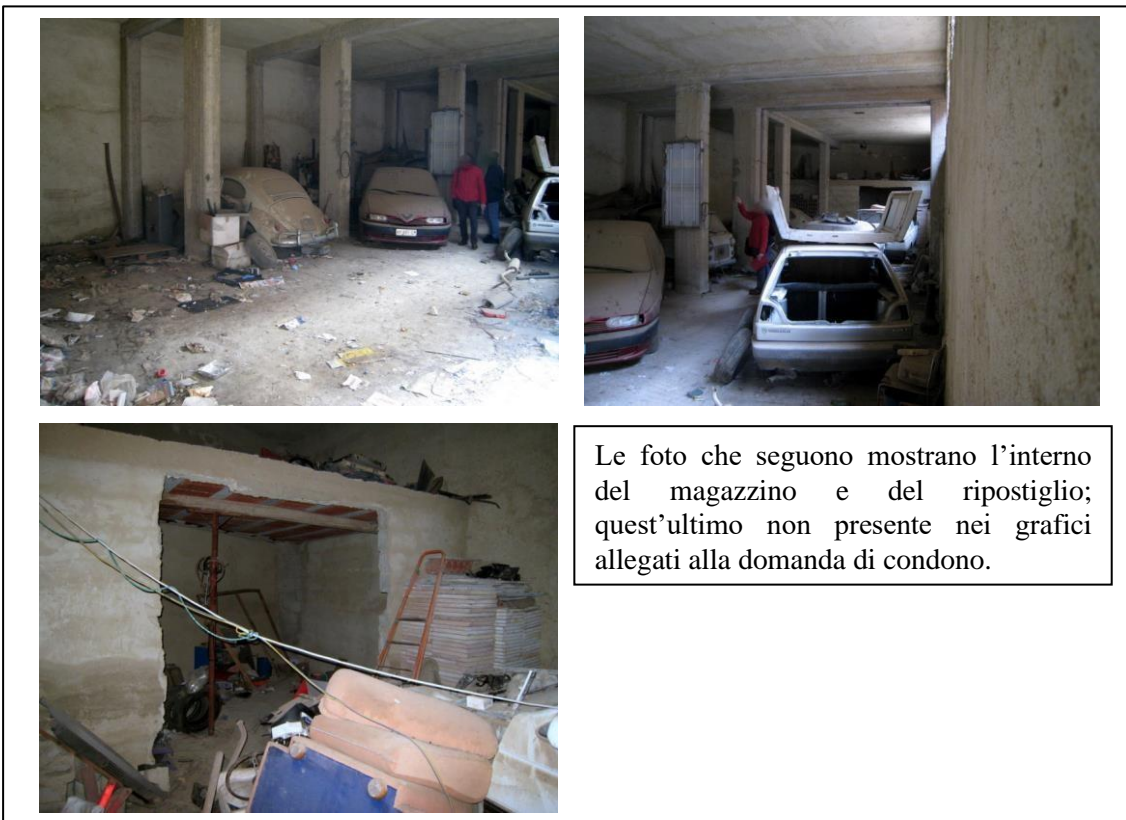 Le foto che seguono mostrano l’interno
del magazzino e del ripostiglio;
quest’ultimo non presente nei grafici
allegati alla domanda di condono.